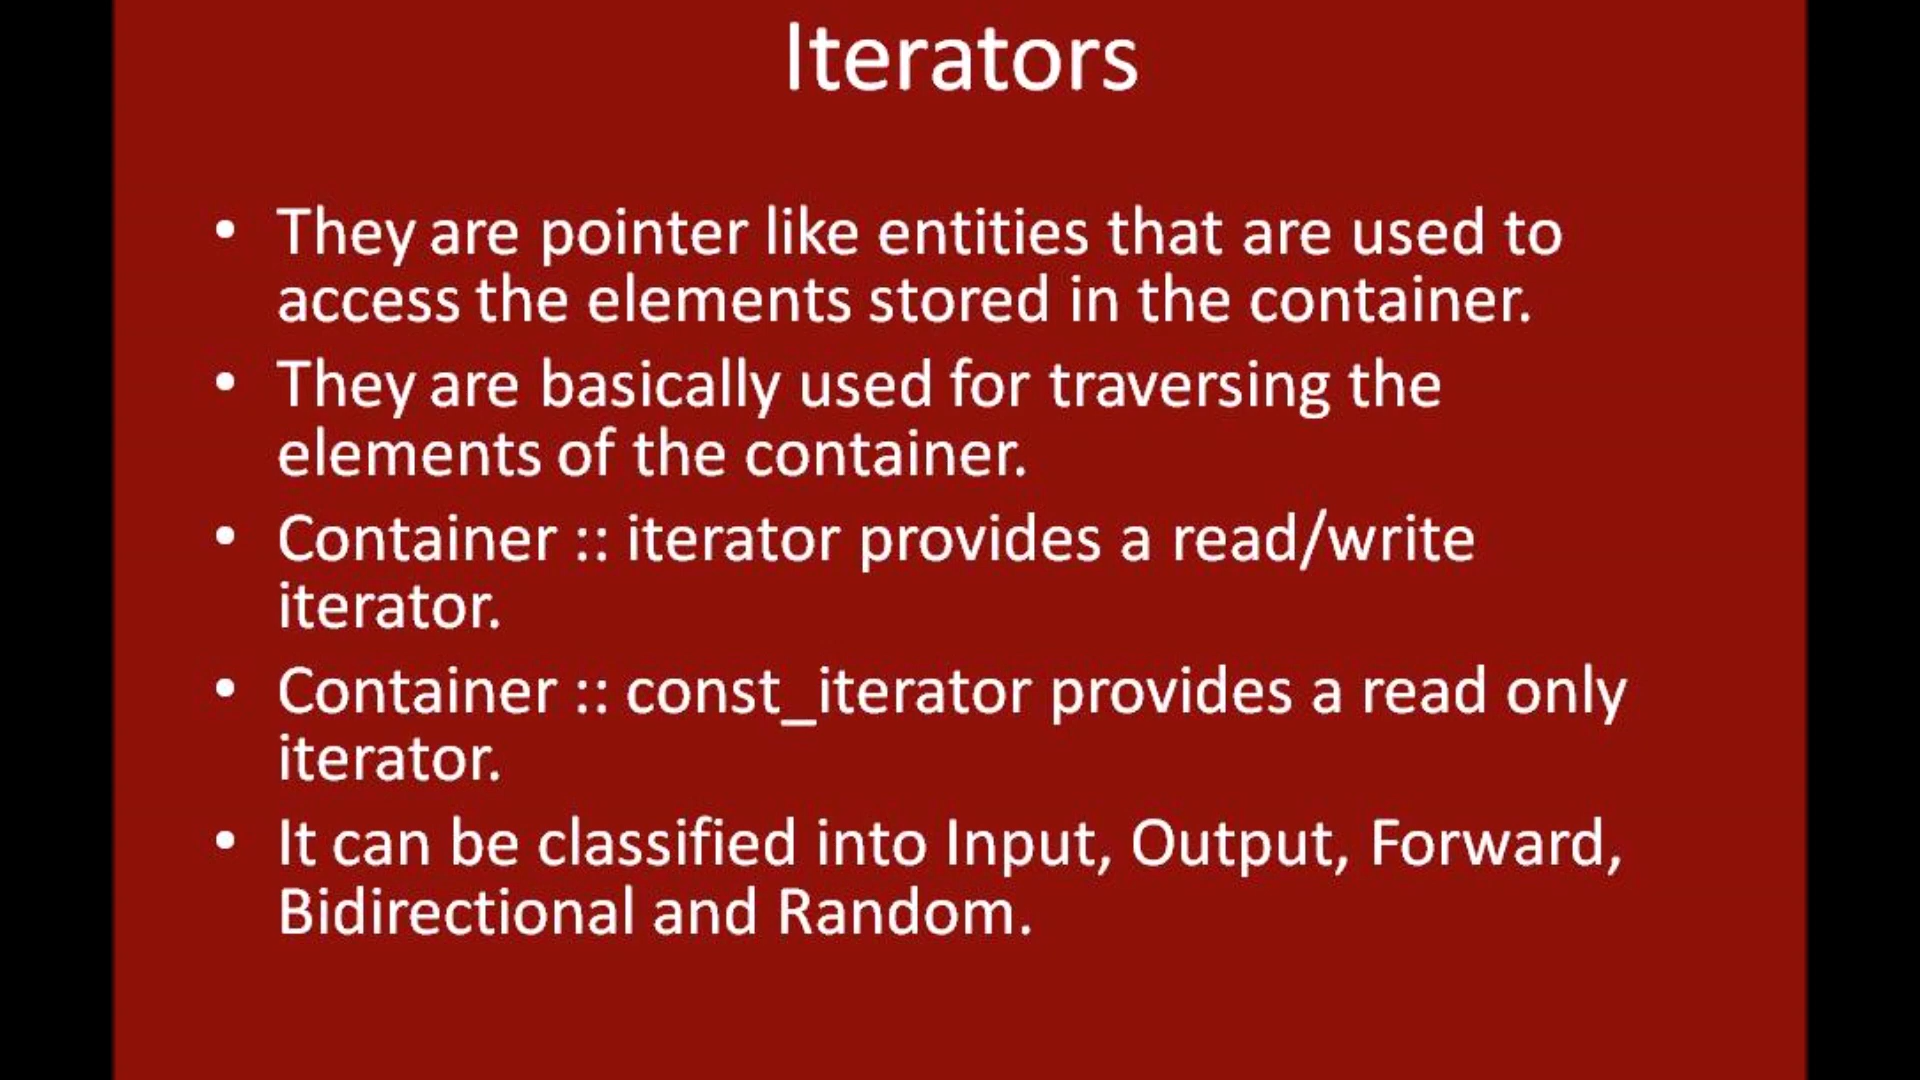 Iterators
• They are pointer like entities that are used to
access the elements stored in the container.
• They are basically used for traversing the
elements of the container.
• Container :: iterator provides a read/write
iterator.
• Container :: const_iterator provides a read only
iterator.
• It can be classified into Input, Output, Forward,
Bidirectional and Random.